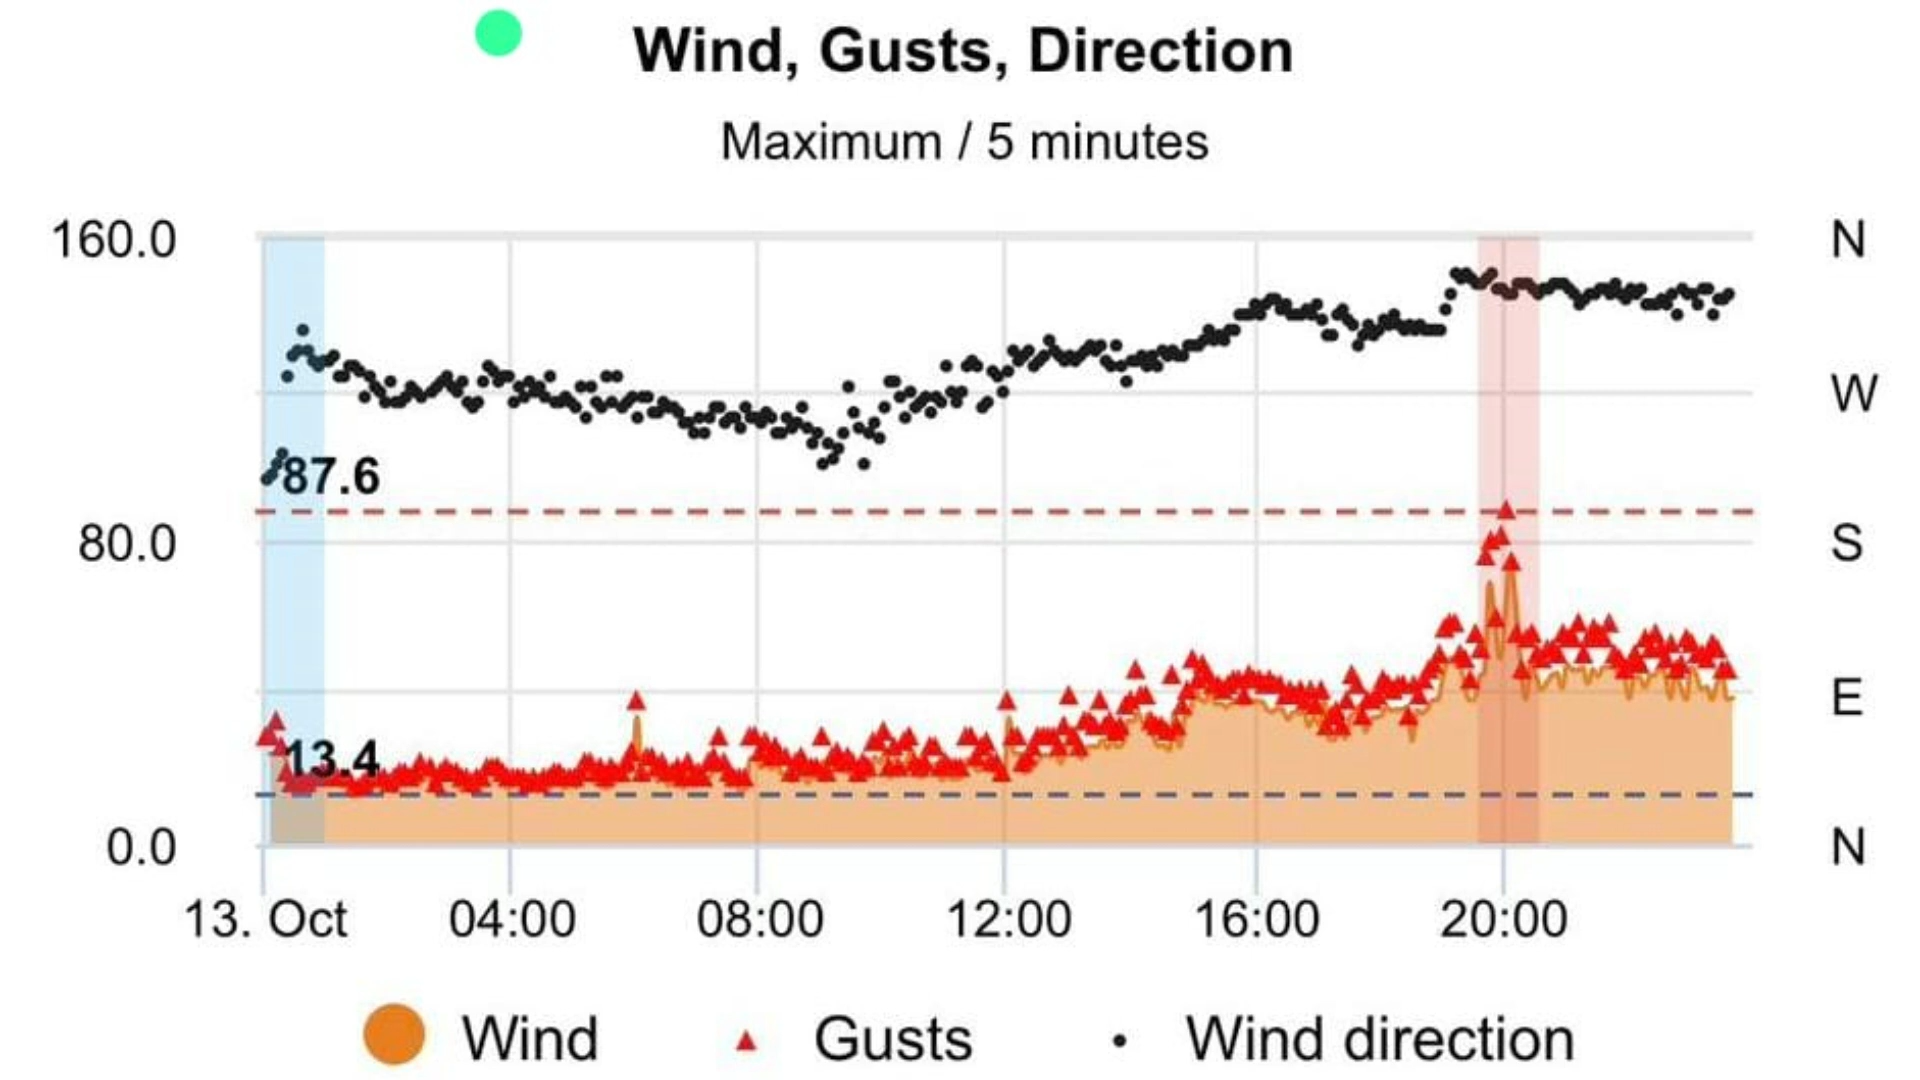 Wind, Gusts, Direction
Maximum / 5 minutes
160.0
N
W
87.6
80.0
S
E
13.4
0.0
N
13. Oct 04:00 08:00 12:00 16:00 20:00
Wind Gusts Wind direction